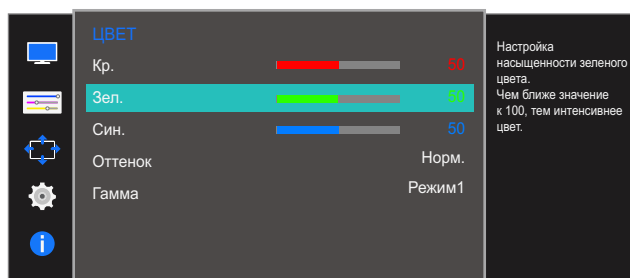 ЦВЕТ
Кр. 50
Зел. 50
Син. 50
Оттенок Норм.
Гамма Режим1
Настройка
насыщенности зеленого
цвета.
Чем ближе значение
к 100, тем интенсивнее
цвет.